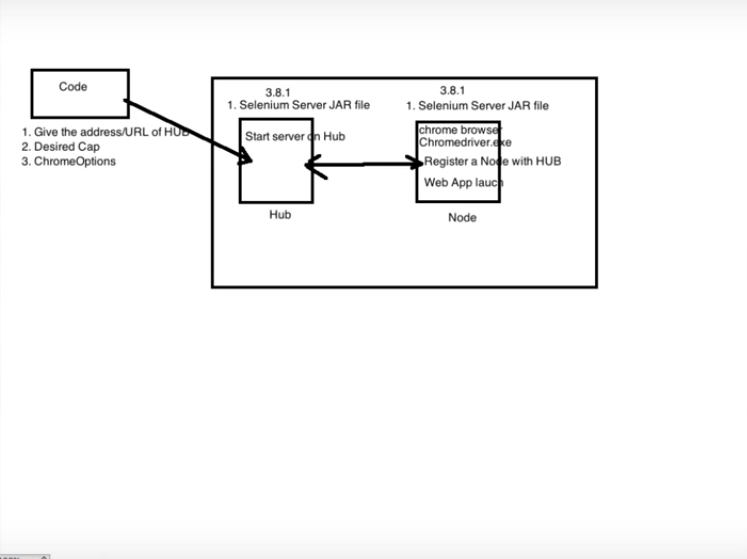 Code
1. Give the address/URL of HUB
2. Desired Cap
3. ChromeOptions
3.8.1
1. Selenium Server JAR file
Start server on Hub
Hub
3.8.1
1. Selenium Server JAR file
chrome browser
Chromedriver.exe
Register a Node with HUB
Web App lauch
Node